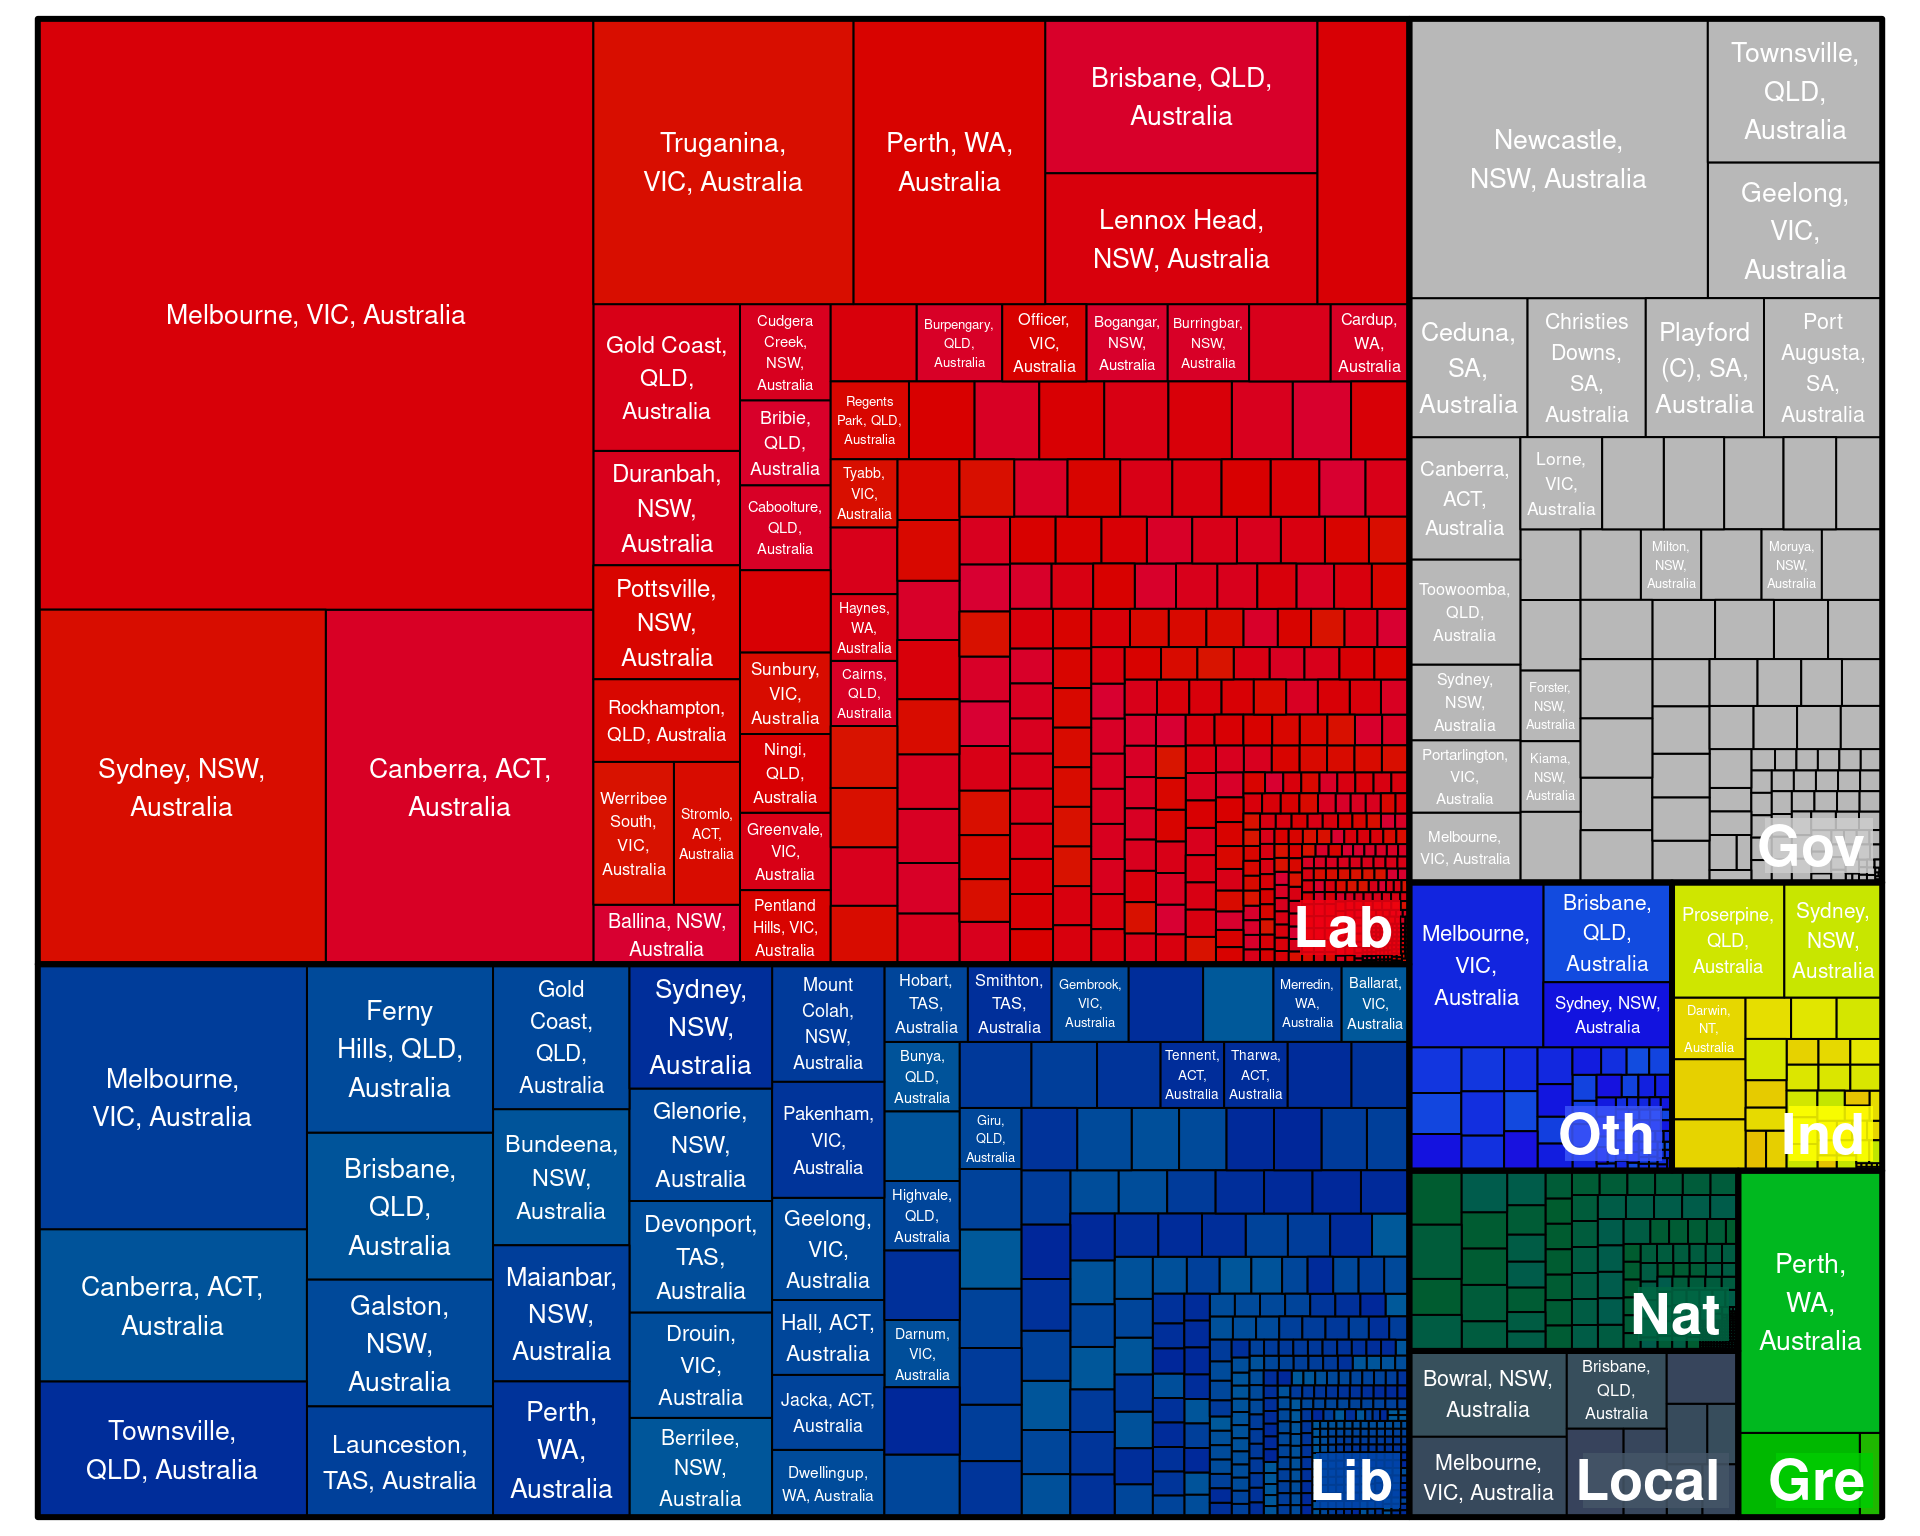 Melbourne, VIC, Australia
Sydney, NSW,
Australia
Canberra, ACT,
Australia
Truganina,
VIC, Australia
Perth, WA,
Australia
Brisbane, QLD,
Australia
Lennox Head,
NSW, Australia
Gold Coast,
QLD,
Australia
Duranbah,
NSW,
Australia
Pottsville,
NSW,
Australia
Rockhampton,
QLD, Australia
Werribee
South,
VIC,
Australia
Stromlo,
ACT,
Australia
Ballina, NSW,
Australia
Cudgera
Creek,
NSW,
Australia
Bribie,
QLD,
Australia
Caboolture,
QLD,
Australia
Sunbury,
VIC,
Australia
Ningi,
QLD,
Australia
Greenvale,
VIC,
Australia
Pentland
Hills, VIC,
Australia
Burpengary,
QLD,
Australia
Officer,
VIC,
Australia
Bogangar,
NSW,
Australia
Burringbar,
NSW,
Australia
Cardup,
WA,
Australia
Regents
Park, QLD,
Australia
Tyabb,
VIC,
Australia
Haynes,
WA,
Australia
Cairns,
QLD,
Australia
Lab
Newcastle,
NSW, Australia
Townsville,
QLD,
Australia
Geelong,
VIC,
Australia
Ceduna,
SA,
Australia
Christies
Downs,
SA,
Australia
Playford
(C), SA,
Australia
Port
Augusta,
SA,
Australia
Canberra,
ACT,
Australia
Toowoomba,
QLD,
Australia
Sydney,
NSW,
Australia
Portarlington,
VIC,
Australia
Melbourne,
VIC, Australia
Lorne,
VIC,
Australia
Milton,
NSW,
Australia
Moruya,
NSW,
Australia
Forster,
NSW,
Australia
Kiama,
NSW,
Australia
Gov
Melbourne,
VIC, Australia
Canberra, ACT,
Australia
Townsville,
QLD, Australia
Ferny
Hills, QLD,
Australia
Brisbane,
QLD,
Australia
Galston,
NSW,
Australia
Launceston,
TAS, Australia
Gold
Coast,
QLD,
Australia
Bundeena,
NSW,
Australia
Maianbar,
NSW,
Australia
Perth,
WA,
Australia
Sydney,
NSW,
Australia
Glenorie,
NSW,
Australia
Devonport,
TAS,
Australia
Drouin,
VIC,
Australia
Berrilee,
NSW,
Australia
Mount
Colah,
NSW,
Australia
Pakenham,
VIC,
Australia
Geelong,
VIC,
Australia
Hall, ACT,
Australia
Jacka, ACT,
Australia
Dwellingup,
WA, Australia
Hobart,
TAS,
Australia
Smithton,
TAS,
Australia
Gembrook,
VIC,
Australia
Merredin,
WA,
Australia
Ballarat,
VIC,
Australia
Bunya,
QLD,
Australia
Tennent,
ACT,
Australia
Tharwa,
ACT,
Australia
Giru,
QLD,
Australia
Highvale,
QLD,
Australia
Darnum,
VIC,
Australia
Lib
Melbourne,
VIC,
Australia
Brisbane,
QLD,
Australia
Sydney, NSW,
Australia
Oth
Proserpine,
QLD,
Australia
Sydney,
NSW,
Australia
Darwin,
NT,
Australia
Ind
Nat
Perth,
WA,
Australia
Gre
Bowral, NSW,
Australia
Brisbane,
QLD,
Australia
Melbourne,
VIC, Australia
Local